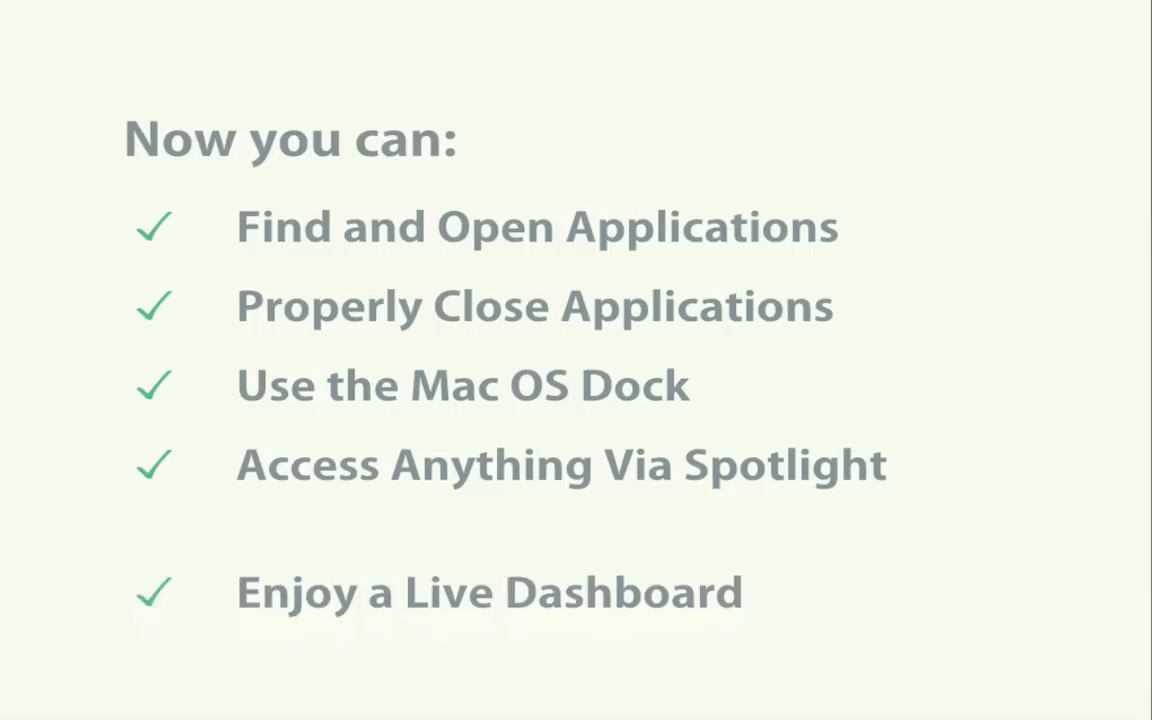 Now you can:
✓ Find and Open Applications
✓ Properly Close Applications
✓ Use the Mac OS Dock
✓ Access Anything Via Spotlight
✓ Enjoy a Live Dashboard